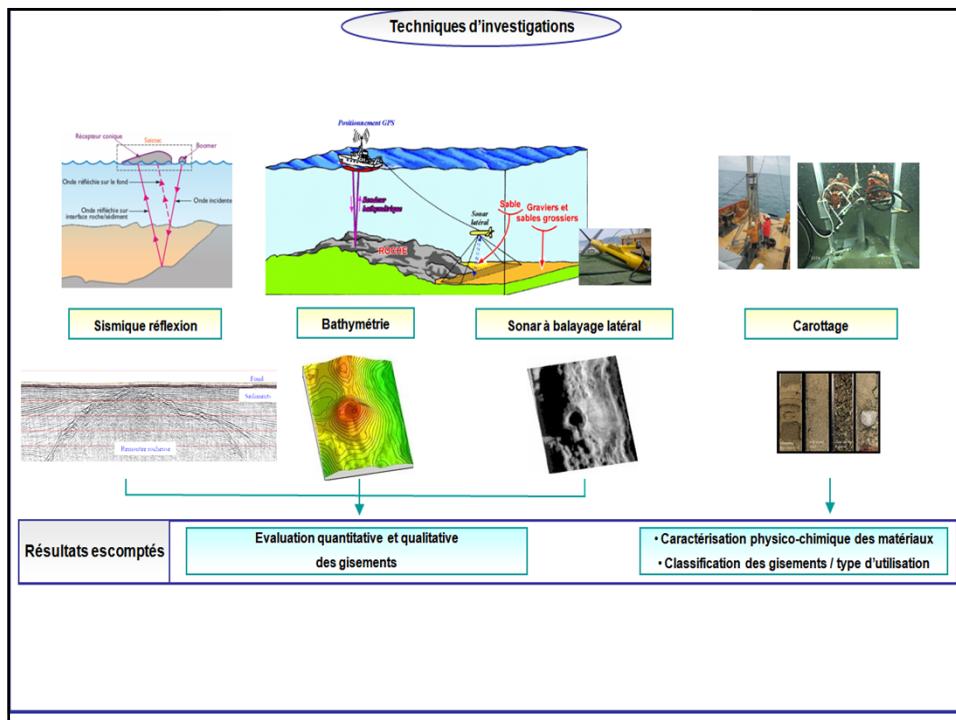 Techniques d'investigations
Récepteur conique
Seismic
Boomer
Onde réfléchie sur le fond
Onde incidente
Onde réfléchie sur
interface roche/sédiment
Positionnement GPS
Sondeur
bathymétrique
Sonar
latéral
Sable
Graviers et
sables grossiers
ROCHE
Sismique réflexion
Bathymétrie
Sonar à balayage latéral
Carottage
Fond
Sédiments
rocheuse
Résultats escomptés
Evaluation quantitative et qualitative
des gisements
• Caractérisation physico-chimique des matériaux
• Classification des gisements / type d'utilisation